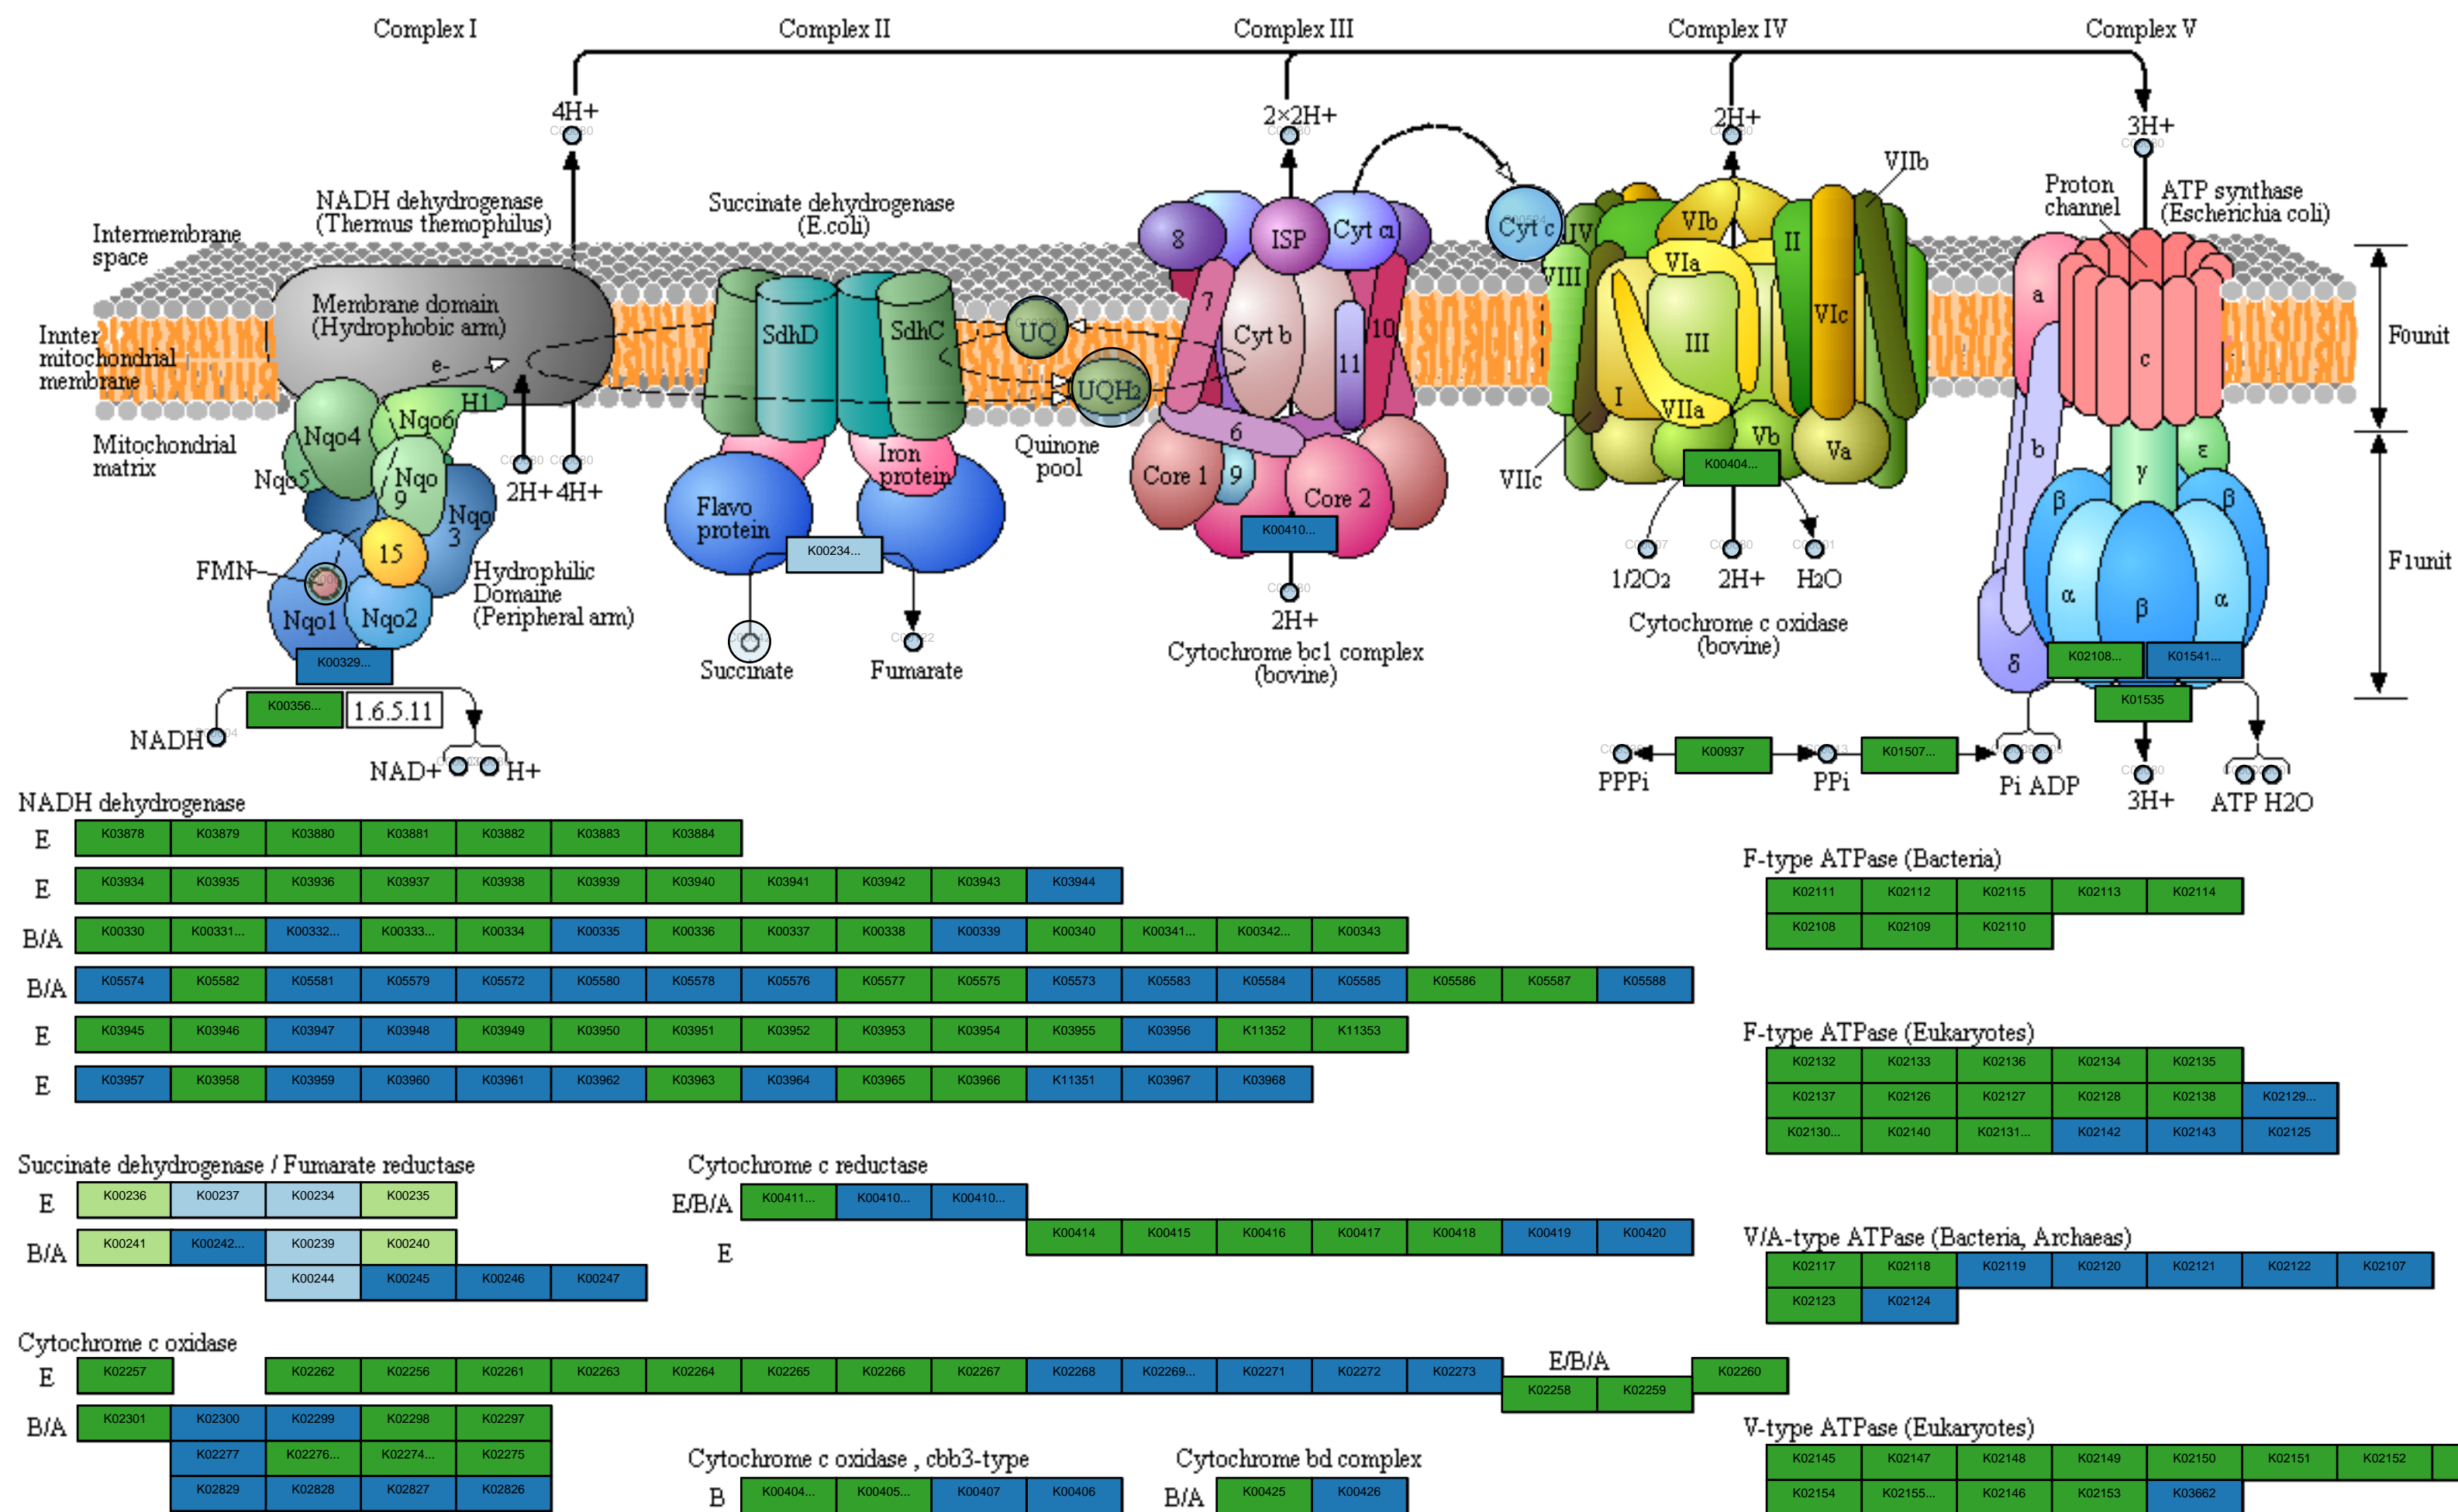 Complex I Complex II Complex III Complex IV Complex V
4H+ 2×2H+ 2H+ 3H+
NADH dehydrogenase
(Thermus themophilus)
Succinate dehydrogenase
(E.coli)
Proton
channel
ATP synthase
(Escherichia coli)
Intermembrane
space
Innter
mitochondrial
membrane
Mitochondrial
matrix
Membrane domain
(Hydrophobic arm)
e-
H1
Nqo6
Nqo4
Nqo5
Nqo
9
Nqo
3
15
FMN
Nqo1 Nqo2
2H+ 4H+
Hydrophilic
Domaine
(Peripheral arm)
K00329...
K00356... 1.6.5.11
NADH
NAD+ H+
SdhD SdhC
Flavo
protein
Iron
protein
K00234...
Succinate Fumarate
UQ
UQH2
Quinone
pool
8 ISP Cyt c1
7 Cyt b 11 10
6
Core 1 9 Core 2
K00410...
2H+
Cytochrome bc1 complex
(bovine)
Cyt c
IV VIb II VIIb
VIII VIa
III VIc
I VIIa Vb Va
VIIc
K00404...
1/2O2 2H+ H2O
Cytochrome c oxidase
(bovine)
a c
b γ ε
β β
α β α
δ
F0unit
F1unit
K02108... K01541...
K01535
K00937 K01507...
PPPi PPi Pi ADP 3H+ ATP H2O
NADH dehydrogenase
E K03878 K03879 K03880 K03881 K03882 K03883 K03884
E K03934 K03935 K03936 K03937 K03938 K03939 K03940 K03941 K03942 K03943 K03944
B/A K00330 K00331... K00332... K00333... K00334 K00335 K00336 K00337 K00338 K00339 K00340 K00341... K00342... K00343
B/A K05574 K05582 K05581 K05579 K05572 K05580 K05578 K05576 K05577 K05575 K05573 K05583 K05584 K05585 K05586 K05587 K05588
E K03945 K03946 K03947 K03948 K03949 K03950 K03951 K03952 K03953 K03954 K03955 K03956 K11352 K11353
E K03957 K03958 K03959 K03960 K03961 K03962 K03963 K03964 K03965 K03966 K11351 K03967 K03968
F-type ATPase (Bacteria)
K02111 K02112 K02115 K02113 K02114
K02108 K02109 K02110
F-type ATPase (Eukaryotes)
K02132 K02133 K02136 K02134 K02135
K02137 K02126 K02127 K02128 K02138 K02129...
K02130... K02140 K02131... K02142 K02143 K02125
Succinate dehydrogenase / Fumarate reductase
E K00236 K00237 K00234 K00235
B/A K00241 K00242... K00239 K00240
K00244 K00245 K00246 K00247
Cytochrome c reductase
E/B/A K00411... K00410... K00410...
E K00414 K00415 K00416 K00417 K00418 K00419 K00420
V/A-type ATPase (Bacteria, Archaeas)
K02117 K02118 K02119 K02120 K02121 K02122 K02107
K02123 K02124
Cytochrome c oxidase
E K02257 K02262 K02256 K02261 K02263 K02264 K02265 K02266 K02267 K02268 K02269... K02271 K02272 K02273 E/B/A K02260
K02258 K02259
B/A K02301 K02300 K02299 K02298 K02297
K02277 K02276... K02274... K02275
K02829 K02828 K02827 K02826
Cytochrome c oxidase , cbb3-type
B K00404... K00405... K00407 K00406
Cytochrome bd complex
B/A K00425 K00426
V-type ATPase (Eukaryotes)
K02145 K02147 K02148 K02149 K02150 K02151 K02152
K02154 K02155... K02146 K02153 K03662